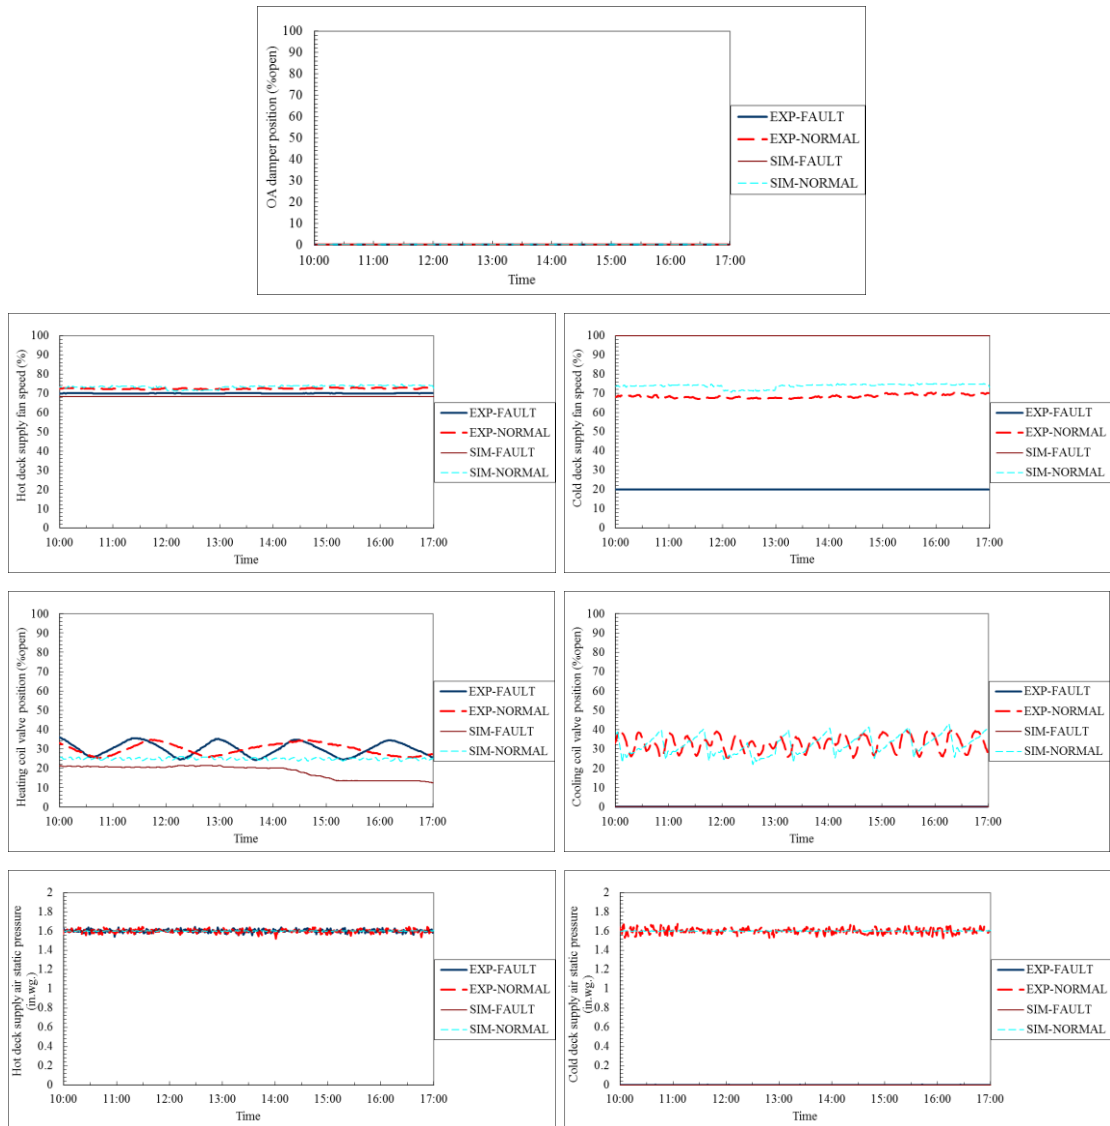 OA damper position (%open)
100
90
80
70
60
50
40
30
20
10
0
10:00 11:00 12:00 13:00 14:00 15:00 16:00 17:00
Time
EXP-FAULT
EXP-NORMAL
SIM-FAULT
SIM-NORMAL
Hot deck supply fan speed (%)
100
90
80
70
60
50
40
30
20
10
0
10:00 11:00 12:00 13:00 14:00 15:00 16:00 17:00
Time
EXP-FAULT
EXP-NORMAL
SIM-FAULT
SIM-NORMAL
Cold deck supply fan speed (%)
100
90
80
70
60
50
40
30
20
10
0
10:00 11:00 12:00 13:00 14:00 15:00 16:00 17:00
Time
EXP-FAULT
EXP-NORMAL
SIM-FAULT
SIM-NORMAL
Heating coil valve position (%open)
100
90
80
70
60
50
40
30
20
10
0
10:00 11:00 12:00 13:00 14:00 15:00 16:00 17:00
Time
EXP-FAULT
EXP-NORMAL
SIM-FAULT
SIM-NORMAL
Cooling coil valve position (%open)
100
90
80
70
60
50
40
30
20
10
0
10:00 11:00 12:00 13:00 14:00 15:00 16:00 17:00
Time
EXP-FAULT
EXP-NORMAL
SIM-FAULT
SIM-NORMAL
Hot deck supply air static pressure
(in.wg.)
2
1.8
1.6
1.4
1.2
1
0.8
0.6
0.4
0.2
0
10:00 11:00 12:00 13:00 14:00 15:00 16:00 17:00
Time
EXP-FAULT
EXP-NORMAL
SIM-FAULT
SIM-NORMAL
Cold deck supply air static pressure
(in.wg.)
2
1.8
1.6
1.4
1.2
1
0.8
0.6
0.4
0.2
0
10:00 11:00 12:00 13:00 14:00 15:00 16:00 17:00
Time
EXP-FAULT
EXP-NORMAL
SIM-FAULT
SIM-NORMAL